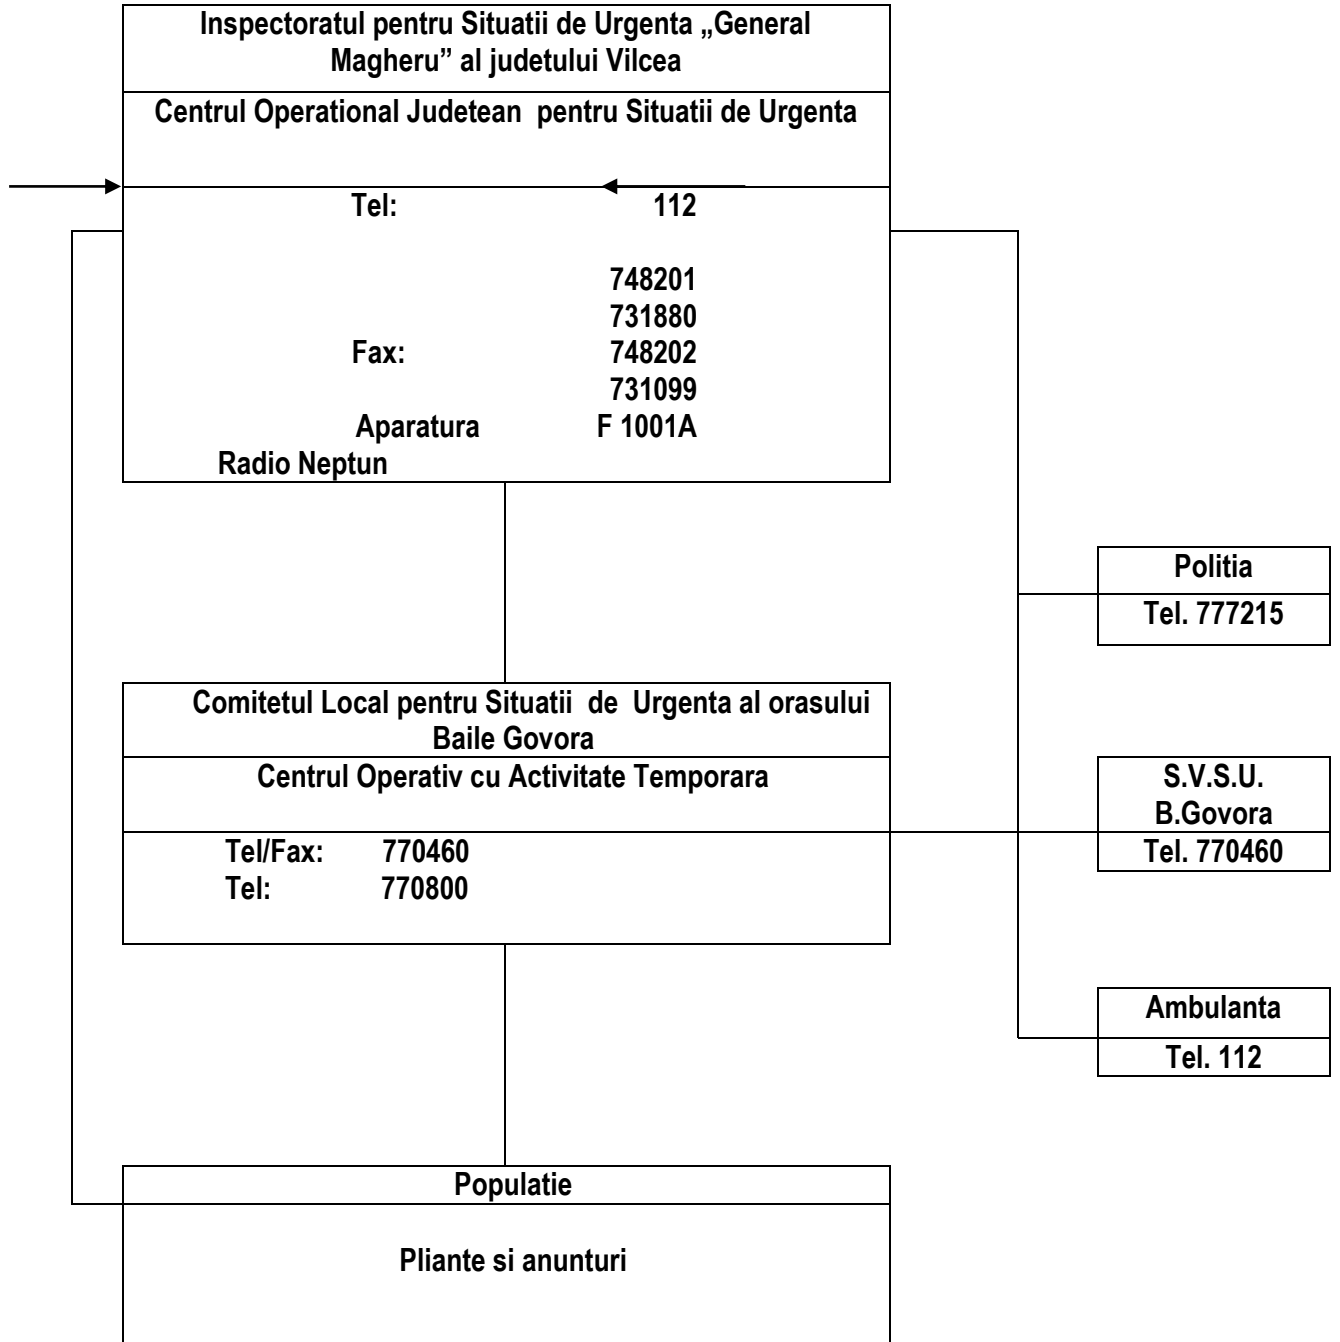 Inspectoratul pentru Situatii de Urgenta „General
Magheru” al judetului Vilcea
Centrul Operational Judetean pentru Situatii de Urgenta
Tel: 112
748201
731880
Fax: 748202
731099
Aparatura F 1001A
Radio Neptun
Politia
Tel. 777215
Comitetul Local pentru Situatii de Urgenta al orasului
Baile Govora
Centrul Operativ cu Activitate Temporara
Tel/Fax: 770460
Tel: 770800
S.V.S.U.
B.Govora
Tel. 770460
Ambulanta
Tel. 112
Populatie
Pliante si anunturi